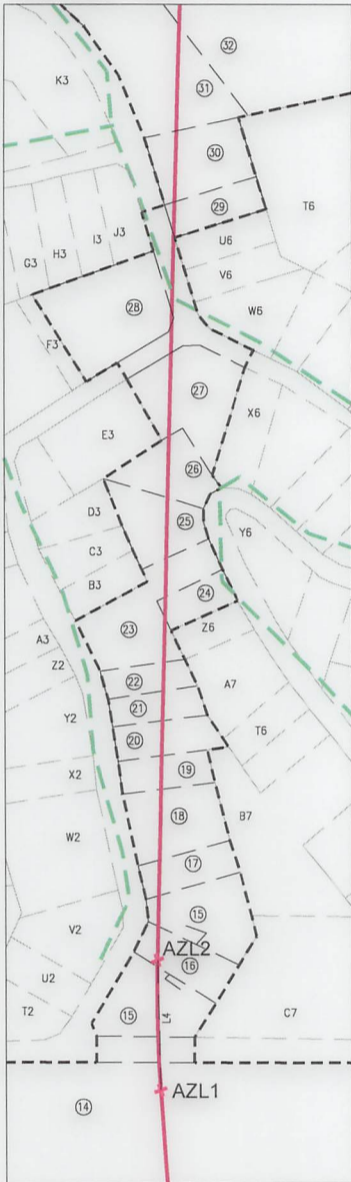 32
K3
31
30
29
T6
J3
I3
H3
G3
U6
V6
W6
28
F3
27
X6
E3
26
D3
25
Y6
C3
B3
24
Z6
23
A3
Z2
22
A7
21
Y2
T6
20
X2
19
18
B7
W2
17
15
V2
AZL2
16
U2
T2
15
L4
C7
AZL1
14